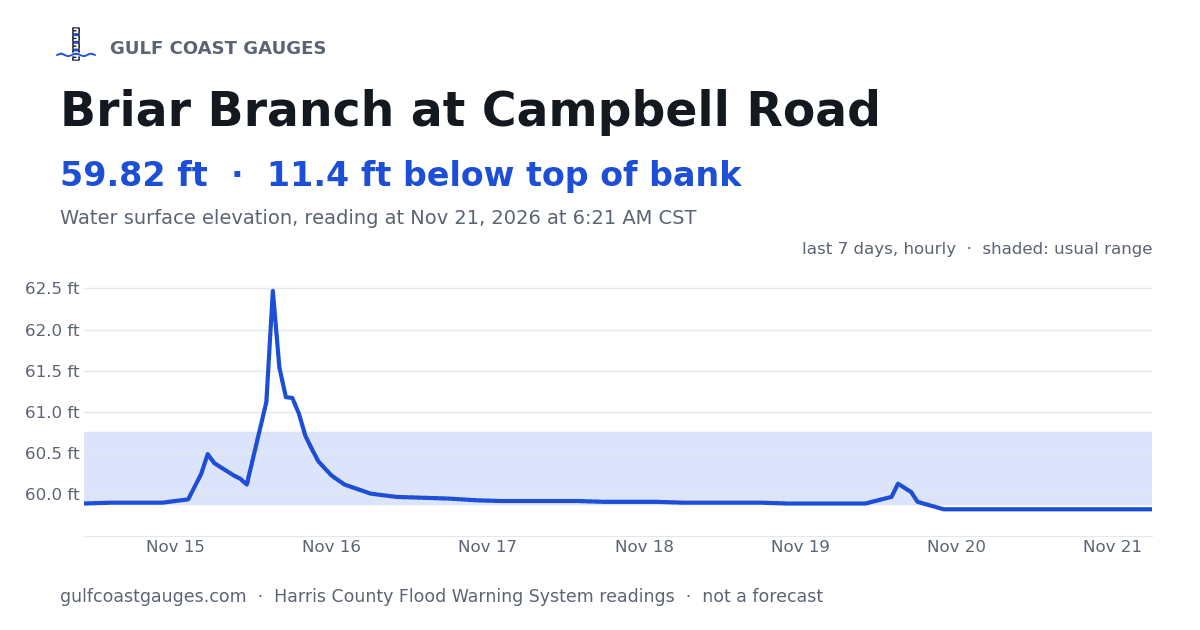 GULF COAST GAUGES
Briar Branch at Campbell Road
59.82 ft · 11.4 ft below top of bank
Water surface elevation, reading at Nov 21, 2026 at 6:21 AM CST
last 7 days, hourly · shaded: usual range
62.5 ft
62.0 ft
61.5 ft
61.0 ft
60.5 ft
60.0 ft
Nov 15 Nov 16 Nov 17 Nov 18 Nov 19 Nov 20 Nov 21
gulfcoastgauges.com · Harris County Flood Warning System readings · not a forecast